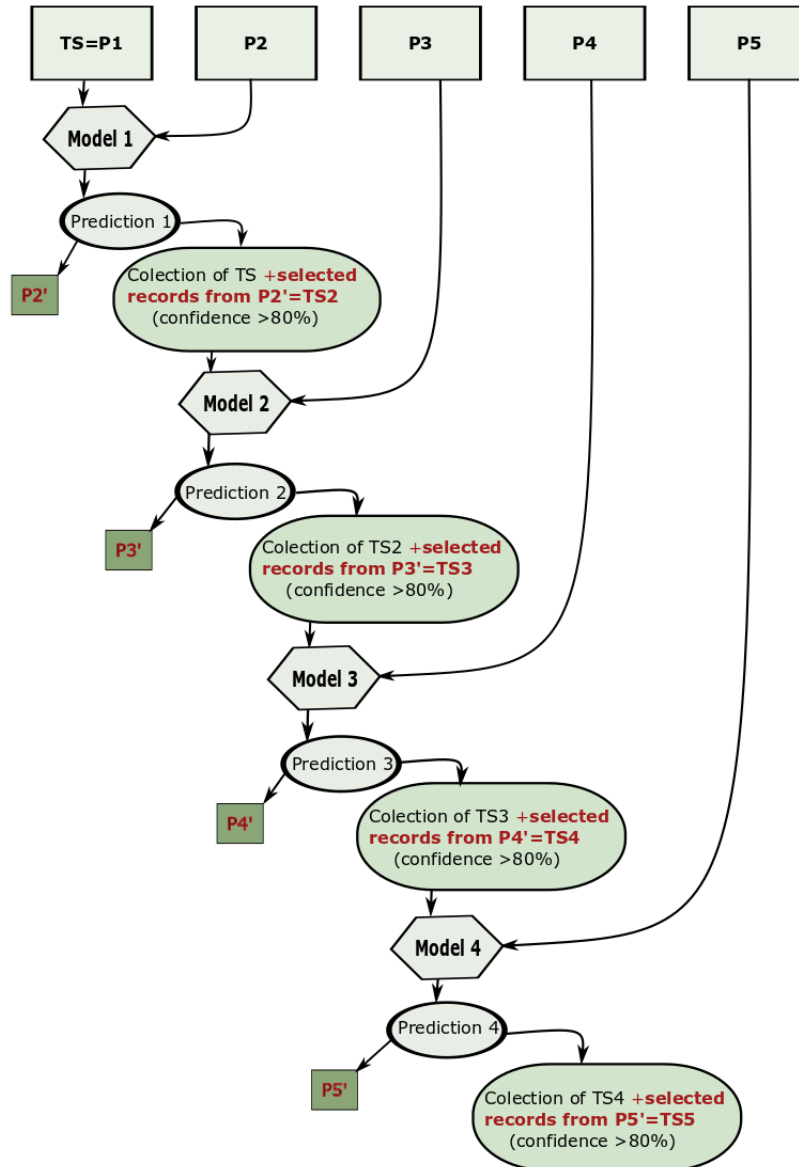 TS=P1
P2
P3
P4
P5
Model 1
Prediction 1
P2'
Colection of TS +selected
records from P2'=TS2
(confidence >80%)
Model 2
Prediction 2
P3'
Colection of TS2 +selected
records from P3'=TS3
(confidence >80%)
Model 3
Prediction 3
P4'
Colection of TS3 +selected
records from P4'=TS4
(confidence >80%)
Model 4
Prediction 4
P5'
Colection of TS4 +selected
records from P5'=TS5
(confidence >80%)